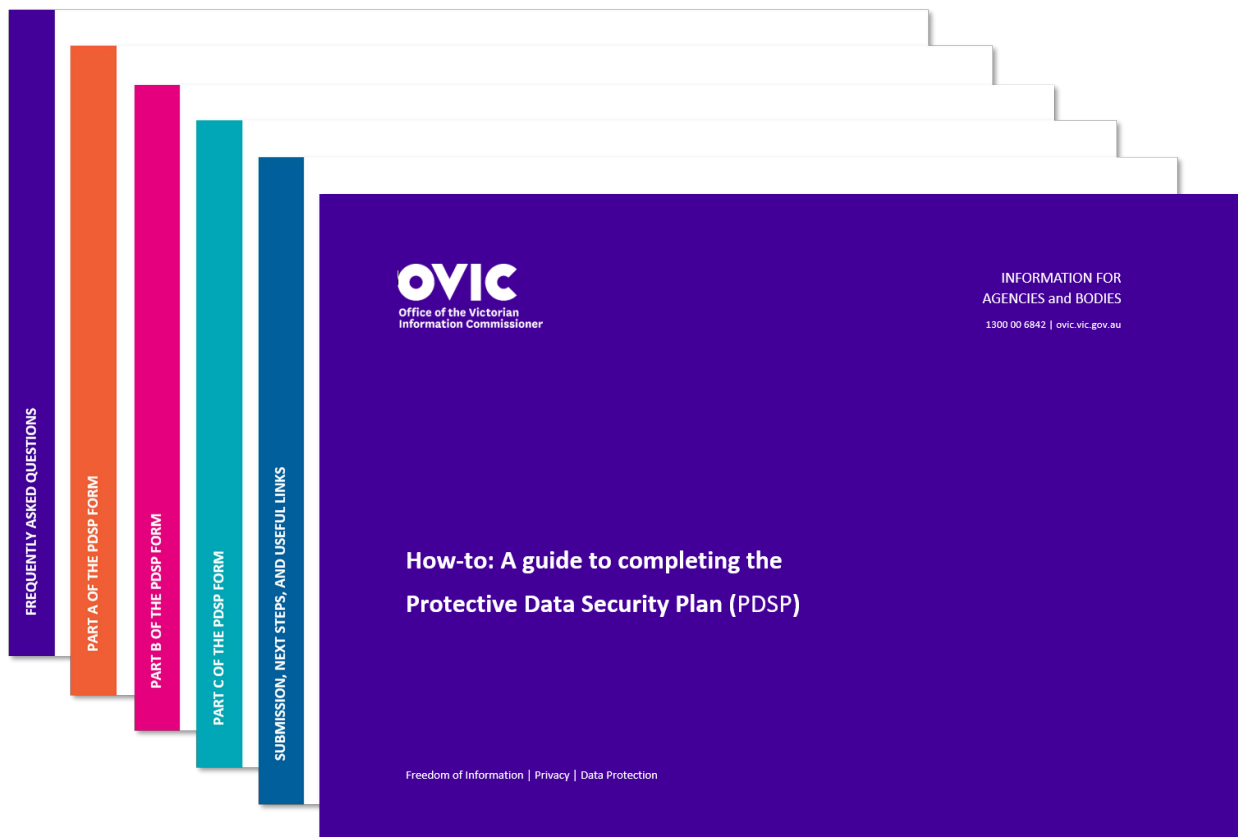 FREQUENTLY ASKED QUESTIONS
PART A OF THE PDSP FORM
PART B OF THE PDSP FORM
PART C OF THE PDSP FORM
SUBMISSION, NEXT STEPS, AND USEFUL LINKS
OVIC
Office of the Victorian
Information Commissioner
INFORMATION FOR
AGENCIES and BODIES
1300 00 6842 | ovic.vic.gov.au
How-to: A guide to completing the
Protective Data Security Plan (PDSP)
Freedom of Information | Privacy | Data Protection